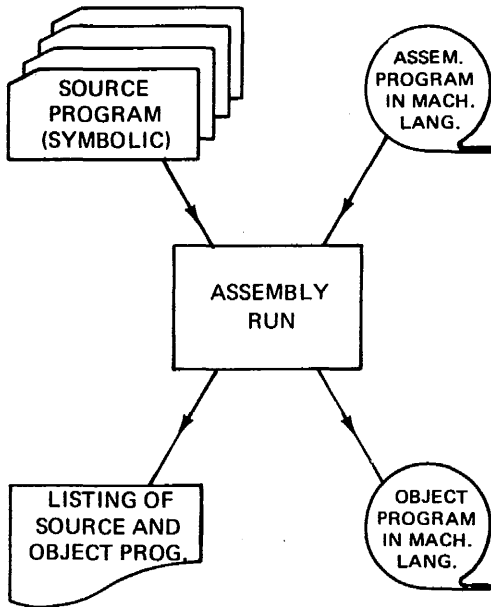 SOURCE
PROGRAM
(SYMBOLIC)
ASSEM.
PROGRAM
IN MACH.
LANG.
ASSEMBLY
RUN
LISTING OF
SOURCE AND
OBJECT PROG.
OBJECT
PROGRAM
IN MACH.
LANG.